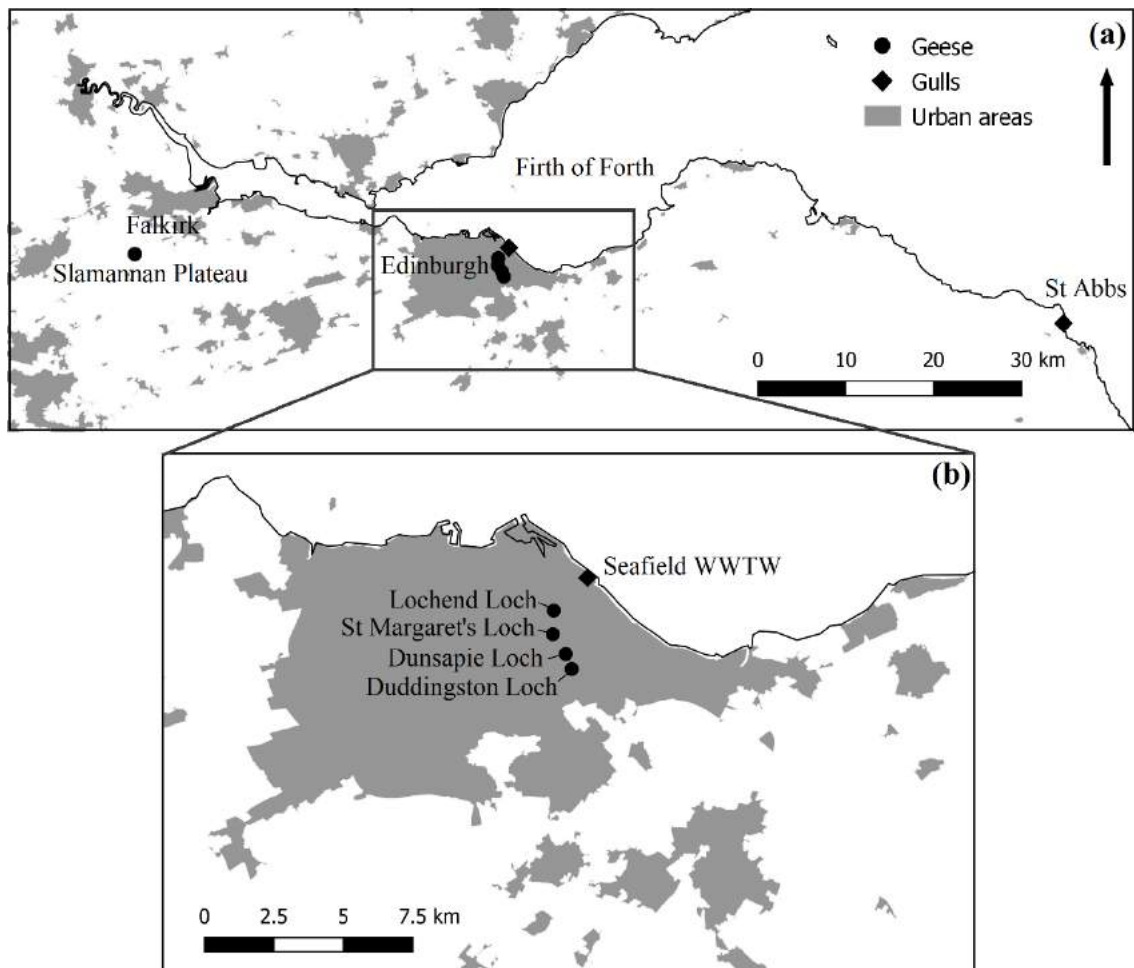 (a)
Geese
Gulls
Urban areas
Firth of Forth
Falkirk
Slamannan Plateau
Edinburgh
St Abbs
0 10 20 30 km
(b)
Seafield WWTW
Lochend Loch
St Margaret's Loch
Dunsapie Loch
Duddingston Loch
0 2.5 5 7.5 km